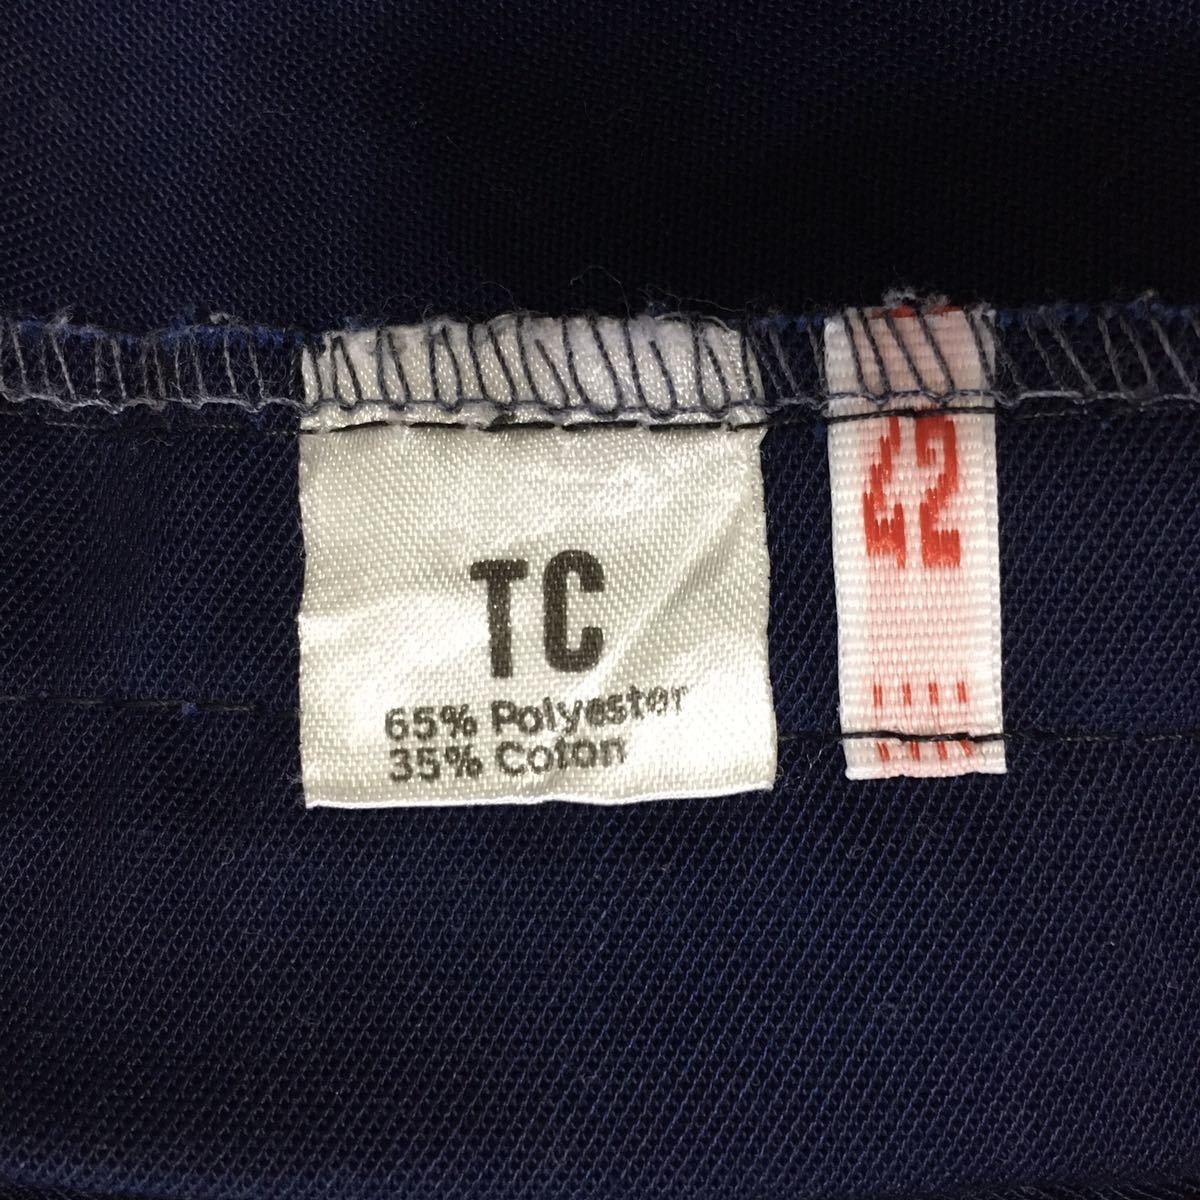 TC
65% Polyester
35% Coton
42